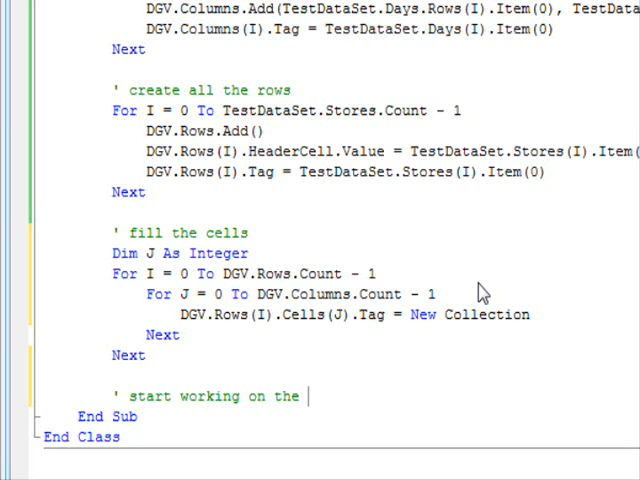 DGV.Columns.Add(TestDataSet.Days.Rows(I).Item(0), TestData
DGV.Columns(I).Tag = TestDataSet.Days(I).Item(0)
Next
' create all the rows
For I = 0 To TestDataSet.Stores.Count - 1
DGV.Rows.Add()
DGV.Rows(I).HeaderCell.Value = TestDataSet.Stores(I).Item(
DGV.Rows(I).Tag = TestDataSet.Stores(I).Item(0)
Next
' fill the cells
Dim J As Integer
For I = 0 To DGV.Rows.Count - 1
For J = 0 To DGV.Columns.Count - 1
DGV.Rows(I).Cells(J).Tag = New Collection
Next
Next
' start working on the
End Sub
End Class